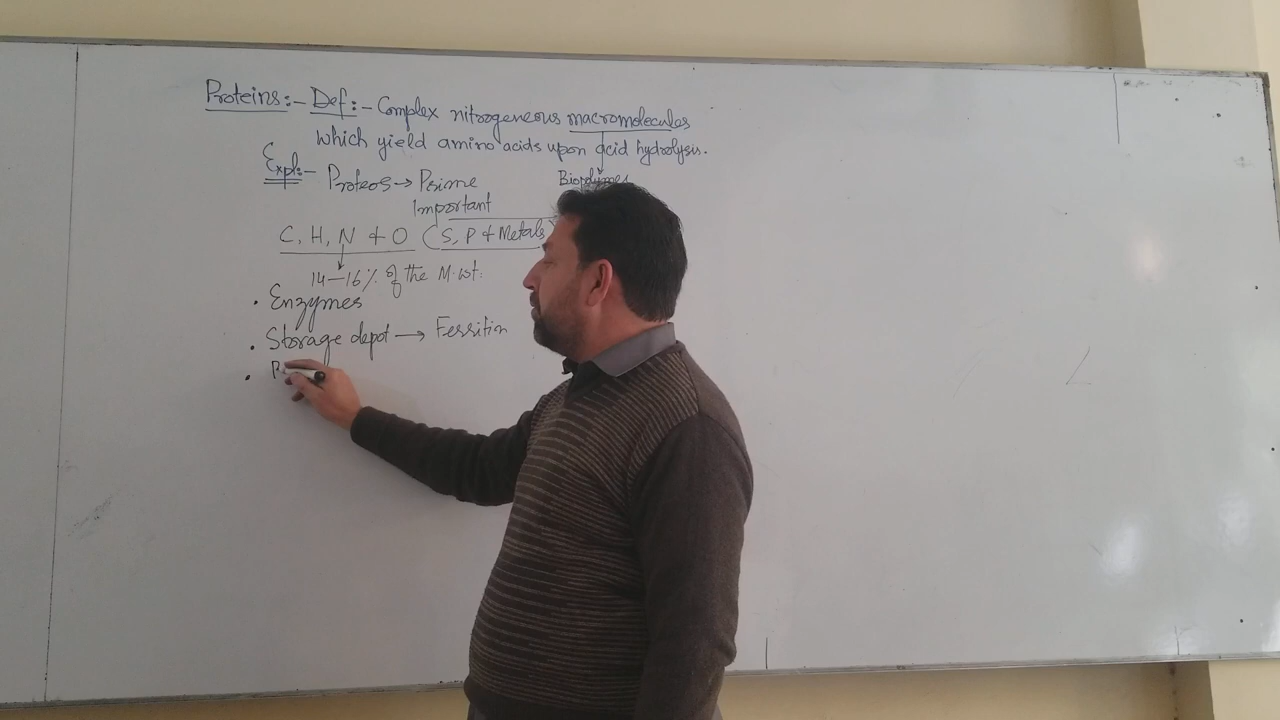 Proteins:- Def:- Complex nitrogeneous macromolecules
which yield amino acids upon acid hydrolysis.
Expl:- Proteos → Prime
Important
Biopolymers
C, H, N + O (S, P + Metals)
14-16% of the M.wt.
• Enzymes
• Storage depot → Ferritin
•